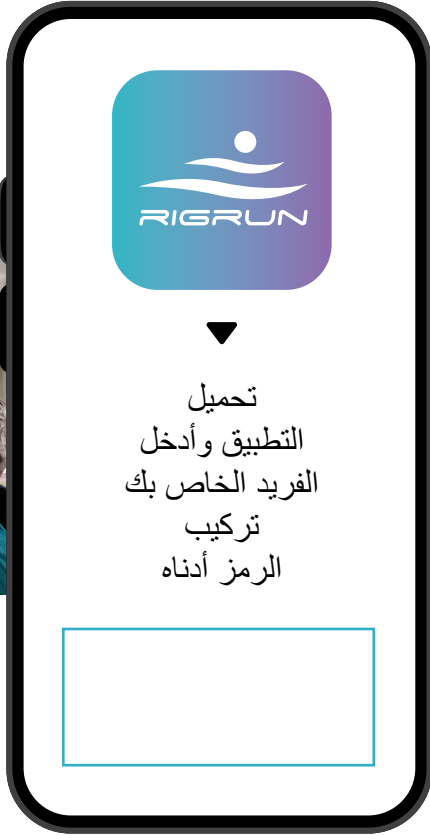 RIGRUN
تحميل
التطبيق وأدخل
الفريد الخاص بك
تركيب
الرمز أدناه